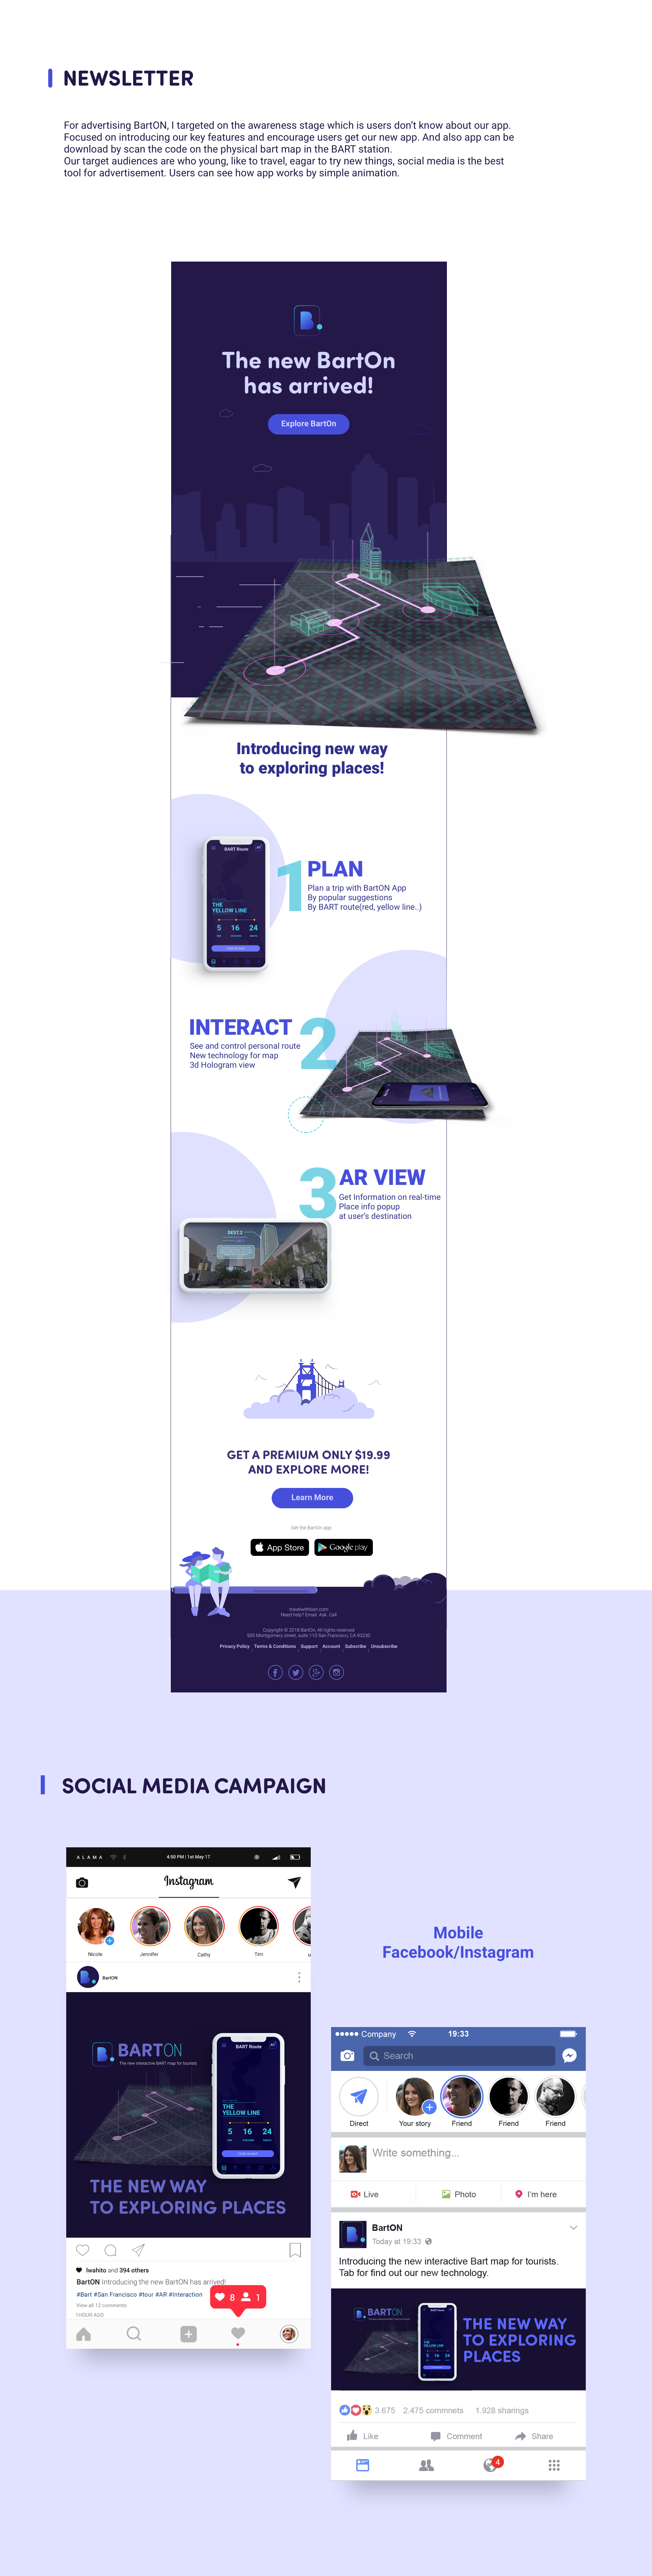 NEWSLETTER
For advertising BartON, I targeted on the awareness stage which is users don't know about our app.
Focused on introducing our key features and encourage users get our new app. And also app can be
download by scan the code on the physical bart map in the BART station.
Our target audiences are who young, like to travel, eagar to try new things, social media is the best
tool for advertisement. Users can see how app works by simple animation.
B.
The new BartOn
has arrived!
Explore BartOn
Introducing new way
to exploring places!
BART Route
THE
YELLOW LINE
5 16 24
1
PLAN
Plan a trip with BartON App
By popular suggestions
By BART route(red, yellow line..)
INTERACT
See and control personal route
New technology for map
3d Hologram view
2
3
AR VIEW
Get Information on real-time
Place info popup
at user's destination
DEST.2
GET A PREMIUM ONLY $19.99
AND EXPLORE MORE!
Learn More
Get the BartOn app
App Store
Google play
Need help? Email. Ask. Call
Copyright © 2018 BartOn, All rights reserved
500 Montgomery street, suite 110 San Francisco, CA 93230
Privacy Policy Terms & Conditions Support Account Subscribe Unsubscribe
SOCIAL MEDIA CAMPAIGN
ALAMA
4:50 PM | 1st May 17
Instagram
Nicole Jennifer Cathy Tim
B.
BartON
B. BARTON
The new interactive BART map for tourists
BART Route
THE
YELLOW LINE
5 16 24
THE NEW WAY
TO EXPLORING PLACES
lwahito and 394 others
BartON Introducing the new BartON has arrived!
#Bart #San Francisco #tour #AR #Interaction
View all 12 comments
1 HOUR AGO
8 1
Mobile
Facebook/Instagram
Company
19:33
Search
Direct Your story Friend Friend Friend
Write something...
Live Photo I'm here
B.
BartON
Today at 19:33
Introducing the new interactive Bart map for tourists.
Tab for find out our new technology.
B. BARTON
BART Route
THE
YELLOW LINE
5 16 24
THE NEW WAY
TO EXPLORING
PLACES
3.675 2.475 commnets 1.928 sharings
Like Comment Share
4